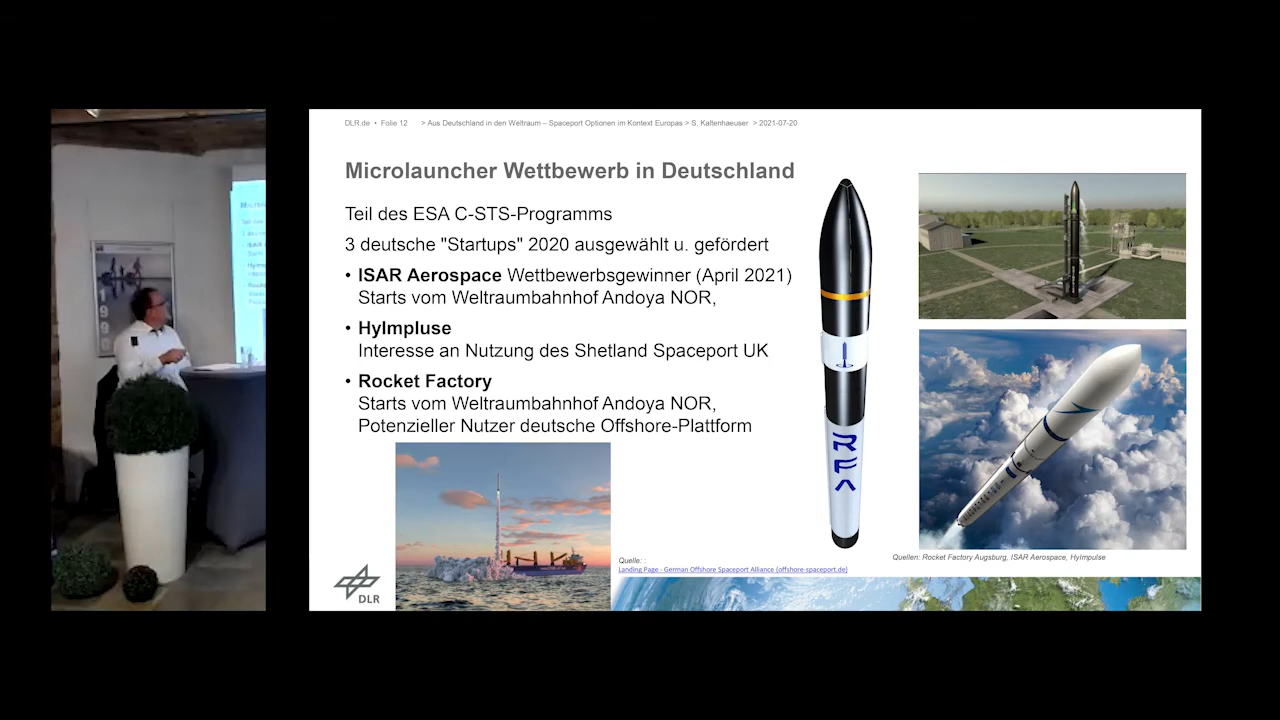 DLR.de • Folie 12 > Aus Deutschland in den Weltraum – Spaceport Optionen im Kontext Europas > S. Kaltenhaeuser > 2021-07-20
Microlauncher Wettbewerb in Deutschland
Teil des ESA C-STS-Programms
3 deutsche "Startups" 2020 ausgewählt u. gefördert
• ISAR Aerospace Wettbewerbsgewinner (April 2021)
Starts vom Weltraumbahnhof Andoya NOR,
• HyImpluse
Interesse an Nutzung des Shetland Spaceport UK
• Rocket Factory
Starts vom Weltraumbahnhof Andoya NOR,
Potenzieller Nutzer deutsche Offshore-Plattform
RFA
Quelle: :
Landing Page - German Offshore Spaceport Alliance (offshore-spaceport.de)
Quellen: Rocket Factory Augsburg, ISAR Aerospace, HyImpulse
DLR
1990